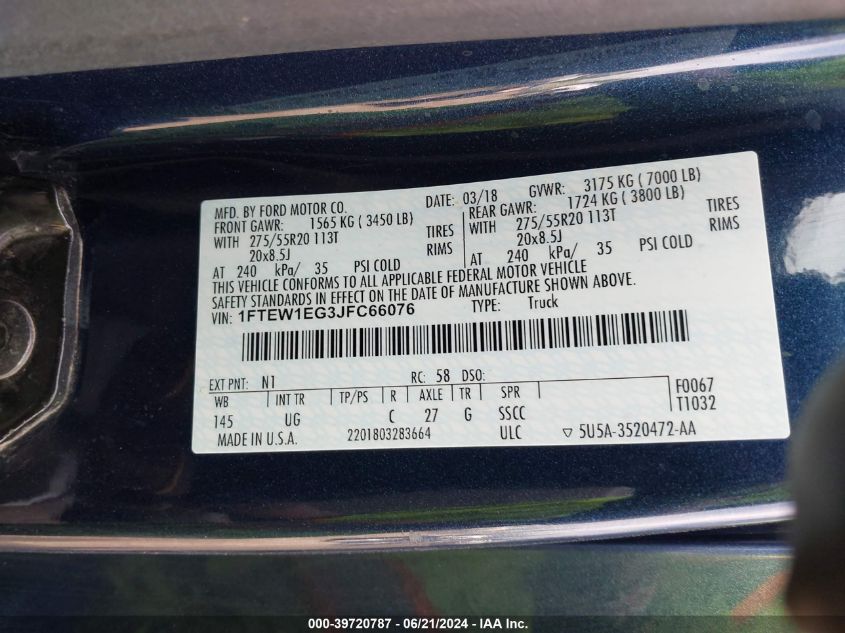 MFD. BY FORD MOTOR CO. DATE: 03/18 GVWR: 3175 KG ( 7000 LB)
FRONT GAWR: 1565 KG ( 3450 LB) REAR GAWR: 1724 KG ( 3800 LB)
WITH 275/55R20 113T TIRES WITH 275/55R20 113T TIRES
20x8.5J RIMS 20x8.5J RIMS
AT 240 kPa/ 35 PSI COLD AT 240 kPa/ 35 PSI COLD
THIS VEHICLE CONFORMS TO ALL APPLICABLE FEDERAL MOTOR VEHICLE
SAFETY STANDARDS IN EFFECT ON THE DATE OF MANUFACTURE SHOWN ABOVE.
VIN: 1FTEW1EG3JFC66076 TYPE: Truck
EXT PNT: N1 RC: 58 DSO:
WB INT TR TP/PS R AXLE TR SPR F0067
145 UG C 27 G SSCC T1032
MADE IN U.S.A. 2201803283664 ULC ▽ 5U5A-3520472-AA
000-39720787 - 06/21/2024 - IAA Inc.